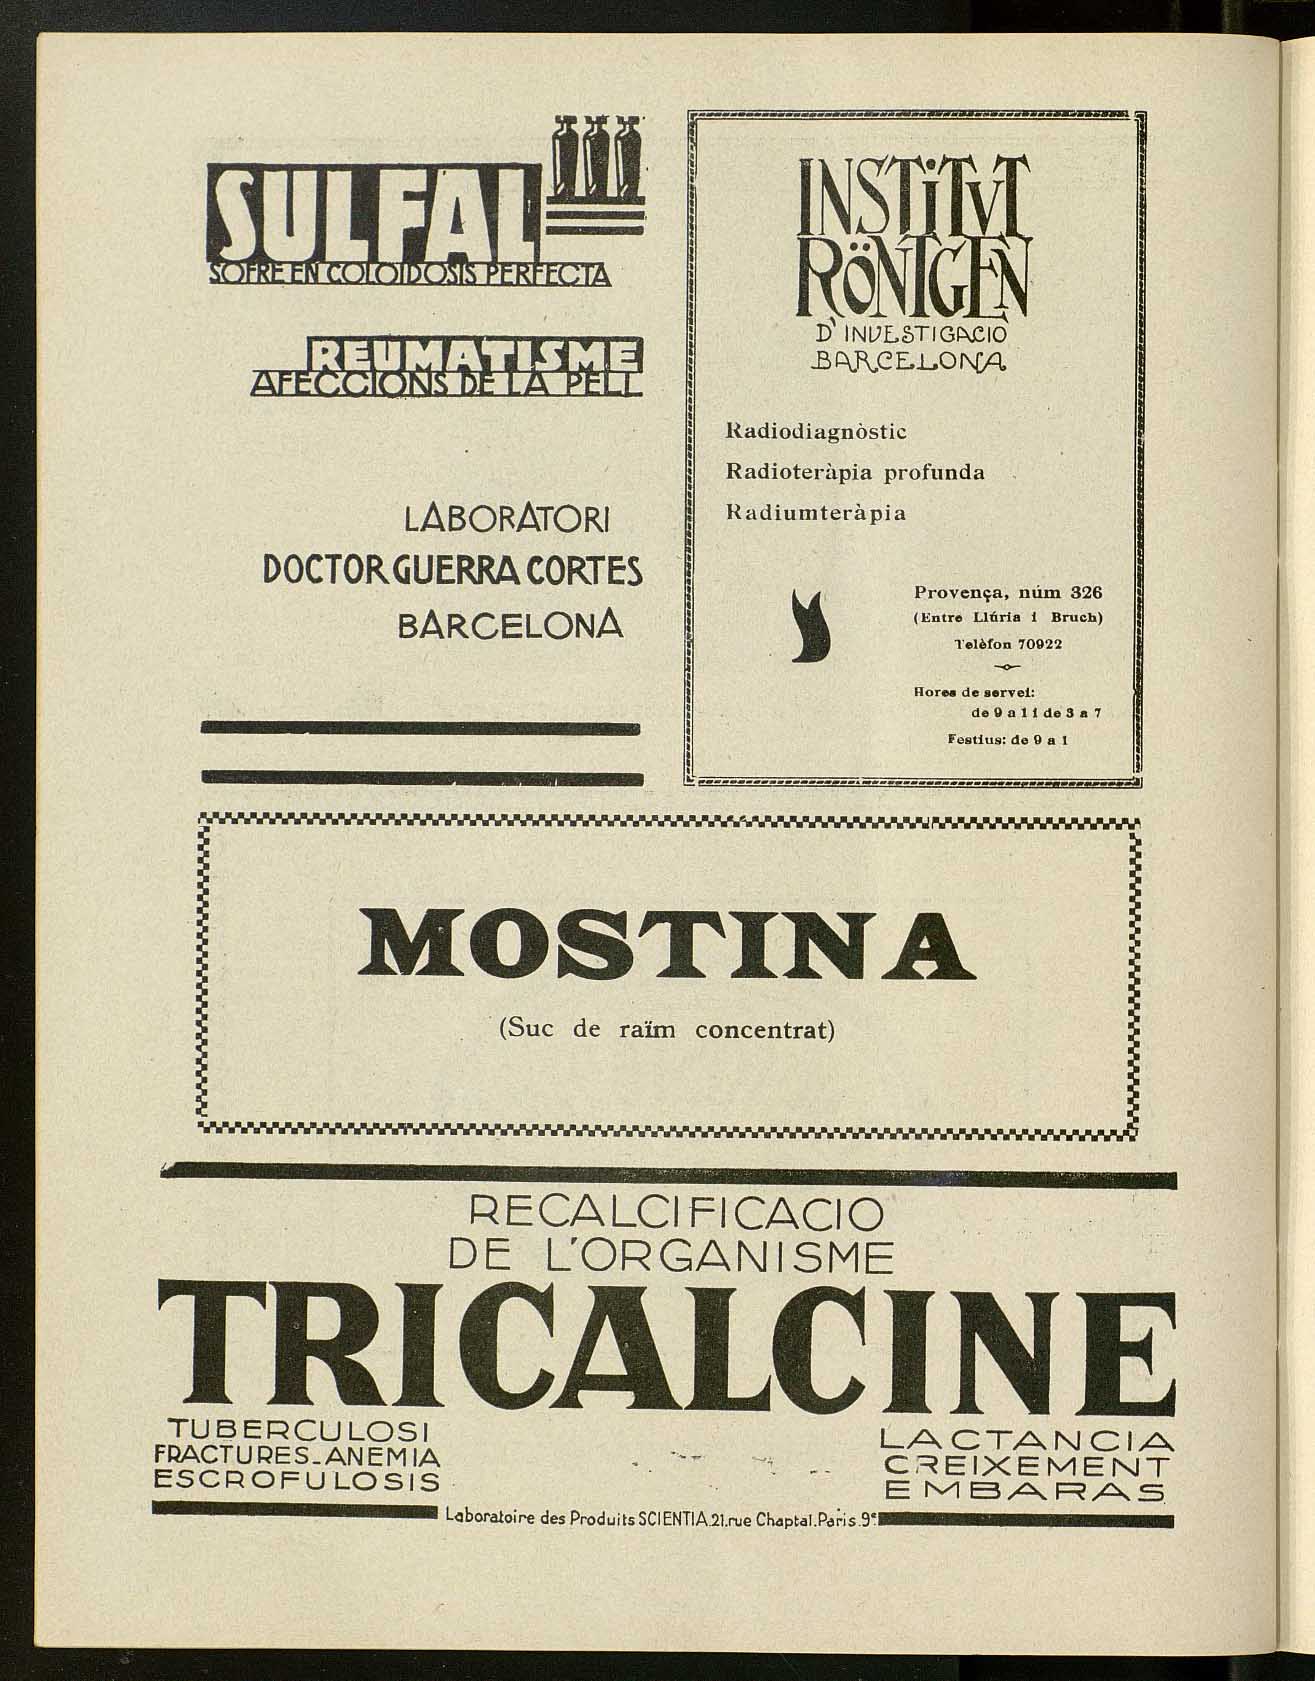 SULFAL
SOFRE EN COLOIDOSIS PERFECTA
REUMATISME
AFECCIONS DE LA PELL
LABORATORI
DOCTOR GUERRA CORTES
BARCELONA
INSTiTVT
RÖNTGEN
D'INVESTIGACIO
BARCELONA
Radiodiagnòstic
Radioteràpia profunda
Radiumteràpia
Provença, núm 326
(Entre Llúria i Bruch)
Telèfon 70922
Hores de servei:
de 9 a 1 i de 3 a 7
Festius: de 9 a 1
MOSTINA
(Suc de raïm concentrat)
RECALCIFICACIO
DE L'ORGANISME
TRICALCINE
TUBERCULOSI
FRACTURES_ANEMIA
ESCROFULOSIS
LACTANCIA
CREIXEMENT
EMBARAS
Laboratoire des Produits SCIENTIA.21.rue Chaptal.Paris.9e